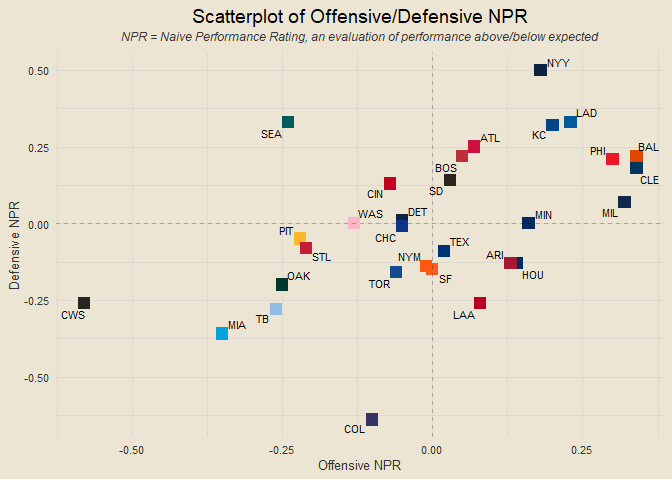 Scatterplot of Offensive/Defensive NPR
NPR = Naive Performance Rating, an evaluation of performance above/below expected
0.50
0.25
0.00
-0.25
-0.50
Defensive NPR
NYY
LAD
SEA
KC
ATL
BOS
PHI
BAL
CLE
SD
CIN
MIL
WAS
DET
MIN
CHC
PIT
STL
TEX
NYM
ARI
SF
HOU
TOR
OAK
CWS
TB
LAA
MIA
COL
-0.50
-0.25
0.00
0.25
Offensive NPR